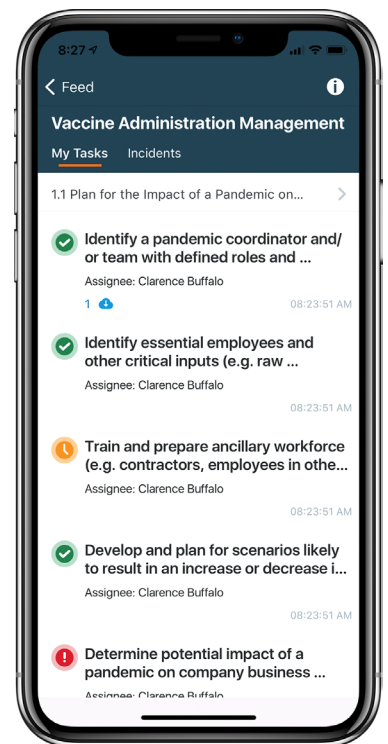 8:27
Feed
Vaccine Administration Management
My Tasks Incidents
1.1 Plan for the Impact of a Pandemic on...
Identify a pandemic coordinator and/
or team with defined roles and ...
Assignee: Clarence Buffalo
1 08:23:51 AM
Identify essential employees and
other critical inputs (e.g. raw ...
Assignee: Clarence Buffalo
08:23:51 AM
Train and prepare ancillary workforce
(e.g. contractors, employees in othe...
Assignee: Clarence Buffalo
08:23:51 AM
Develop and plan for scenarios likely
to result in an increase or decrease i...
Assignee: Clarence Buffalo
08:23:51 AM
Determine potential impact of a
pandemic on company business ...
Assignee: Clarence Buffalo